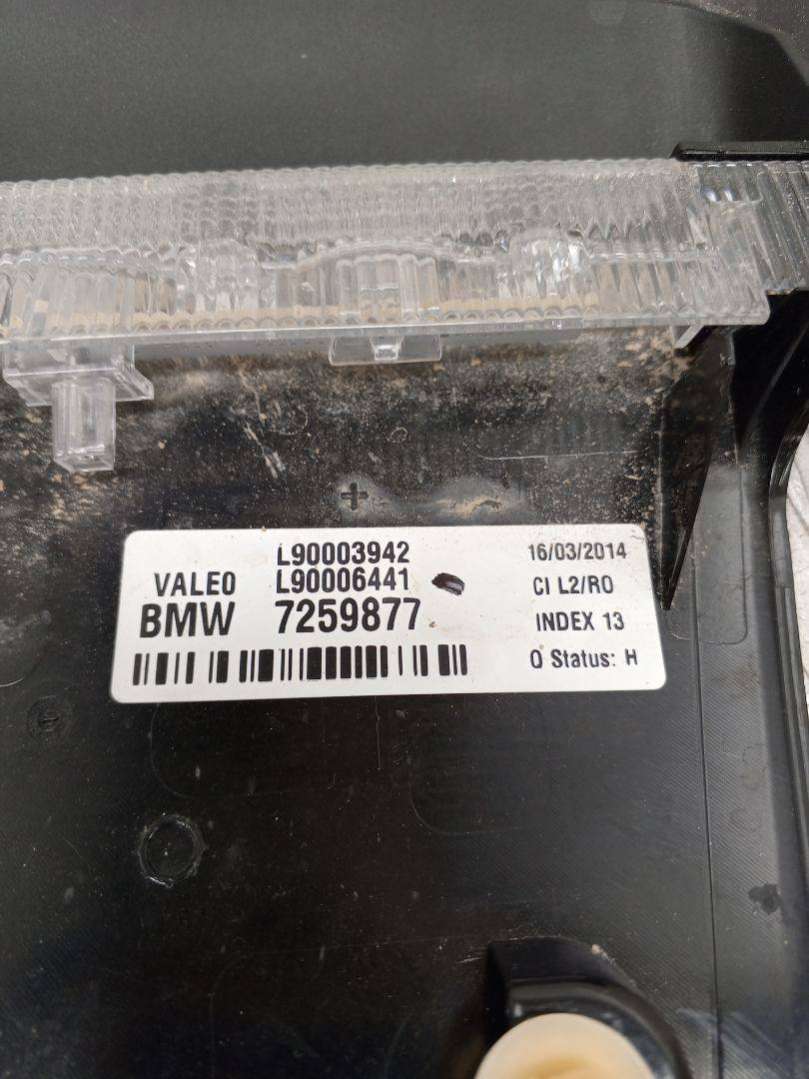 L90003942
VALEO L90006441
BMW 7259877
16/03/2014
CI L2/RO
INDEX 13
Q Status: H